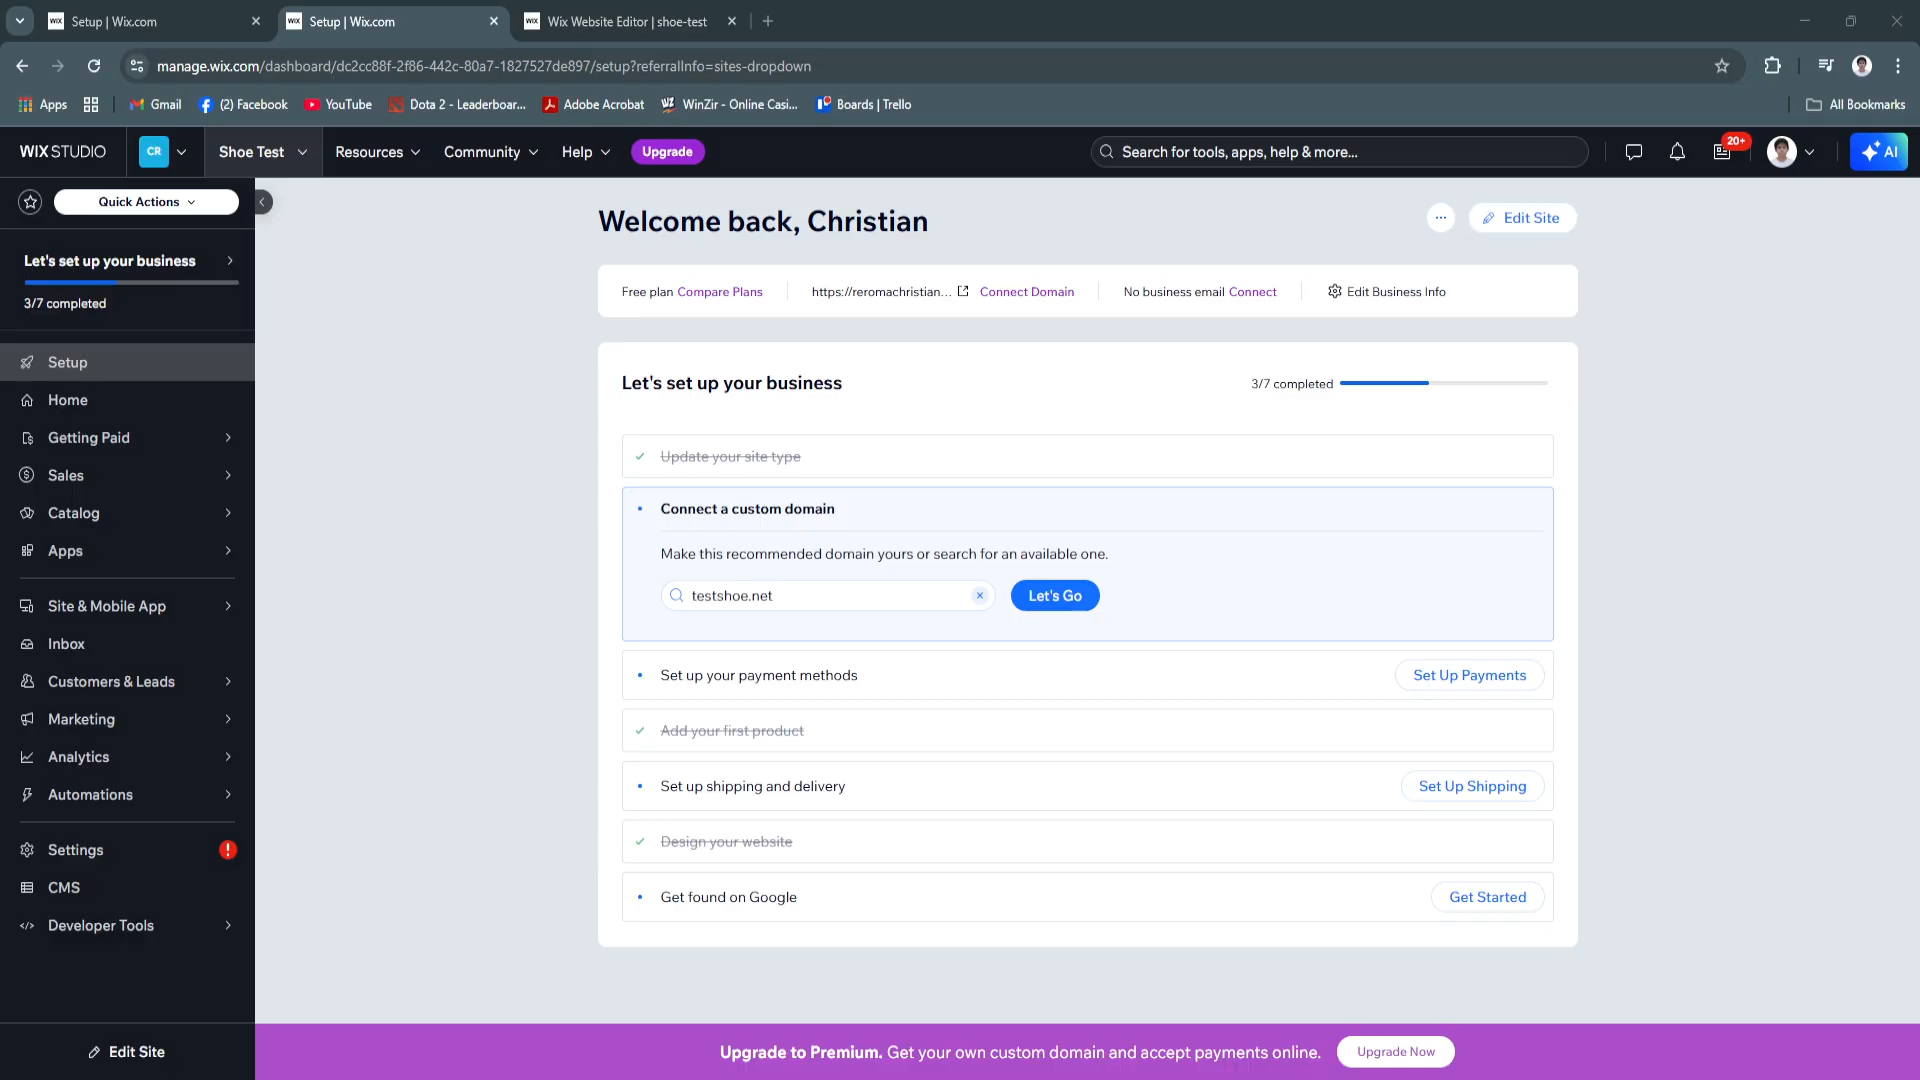 Setup | Wix.com
Setup | Wix.com
Wix Website Editor | shoe-test
manage.wix.com/dashboard/dc2cc88f-2f86-442c-80a7-1827527de897/setup?referralInfo=sites-dropdown
Apps
Gmail
(2) Facebook
YouTube
Dota 2 - Leaderboar...
Adobe Acrobat
WinZir - Online Casi...
Boards | Trello
All Bookmarks
WIX STUDIO
CR
Shoe Test
Resources
Community
Help
Upgrade
Search for tools, apps, help & more...
20+
AI
Quick Actions
Let's set up your business
3/7 completed
Setup
Home
Getting Paid
Sales
Catalog
Apps
Site & Mobile App
Inbox
Customers & Leads
Marketing
Analytics
Automations
Settings
CMS
Developer Tools
Edit Site
Welcome back, Christian
Edit Site
Free plan Compare Plans
https://reromachristian... Connect Domain
No business email Connect
Edit Business Info
Let's set up your business
3/7 completed
Update your site type
Connect a custom domain
Make this recommended domain yours or search for an available one.
testshoe.net
Let's Go
Set up your payment methods
Set Up Payments
Add your first product
Set up shipping and delivery
Set Up Shipping
Design your website
Get found on Google
Get Started
Upgrade to Premium. Get your own custom domain and accept payments online.
Upgrade Now